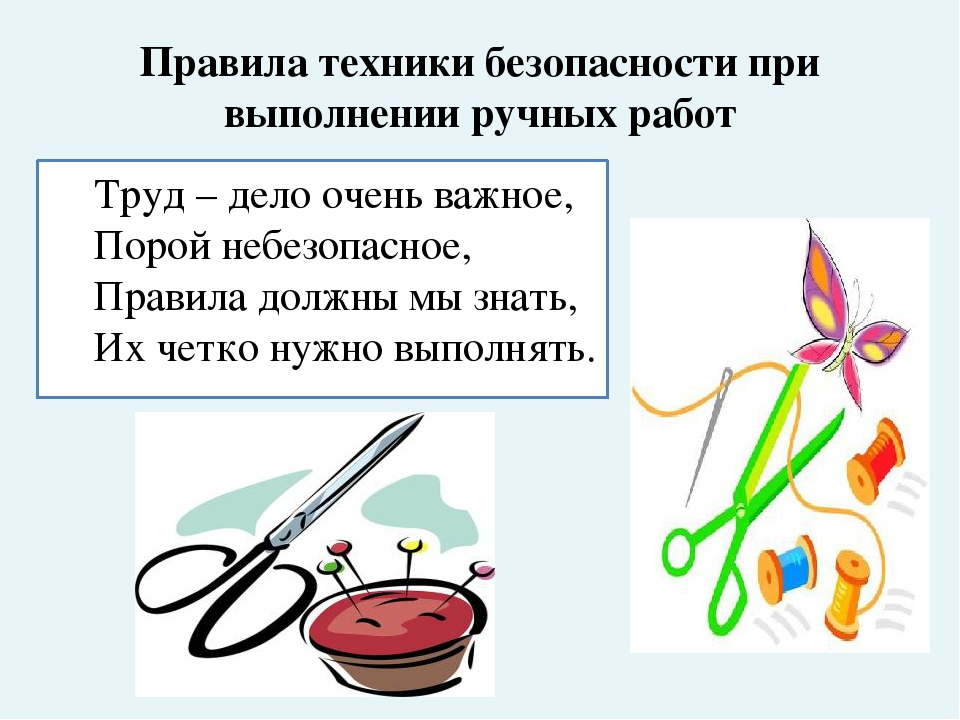 Правила техники безопасности при
выполнении ручных работ
Труд – дело очень важное,
Порой небезопасное,
Правила должны мы знать,
Их четко нужно выполнять.